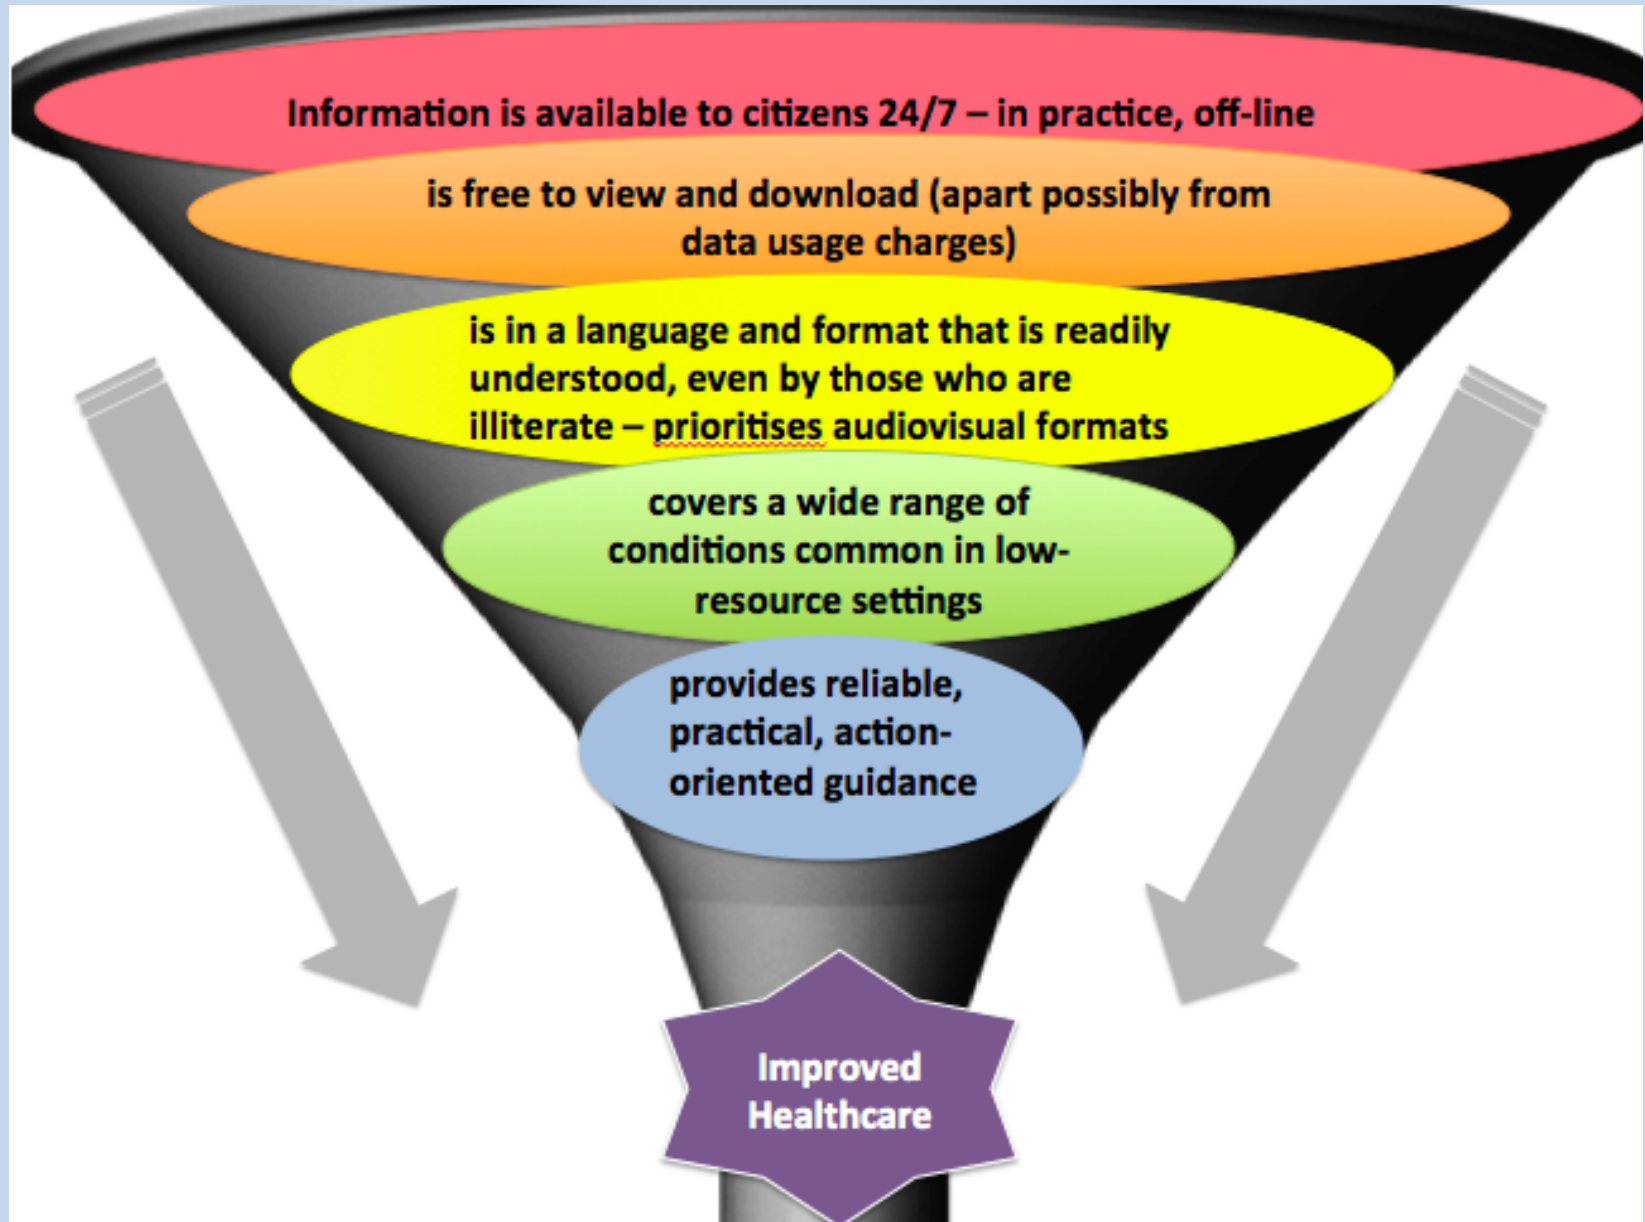 Information is available to citizens 24/7 – in practice, off-line
is free to view and download (apart possibly from
data usage charges)
is in a language and format that is readily
understood, even by those who are
illiterate – prioritises audiovisual formats
covers a wide range of
conditions common in low-
resource settings
provides reliable,
practical, action-
oriented guidance
Improved
Healthcare